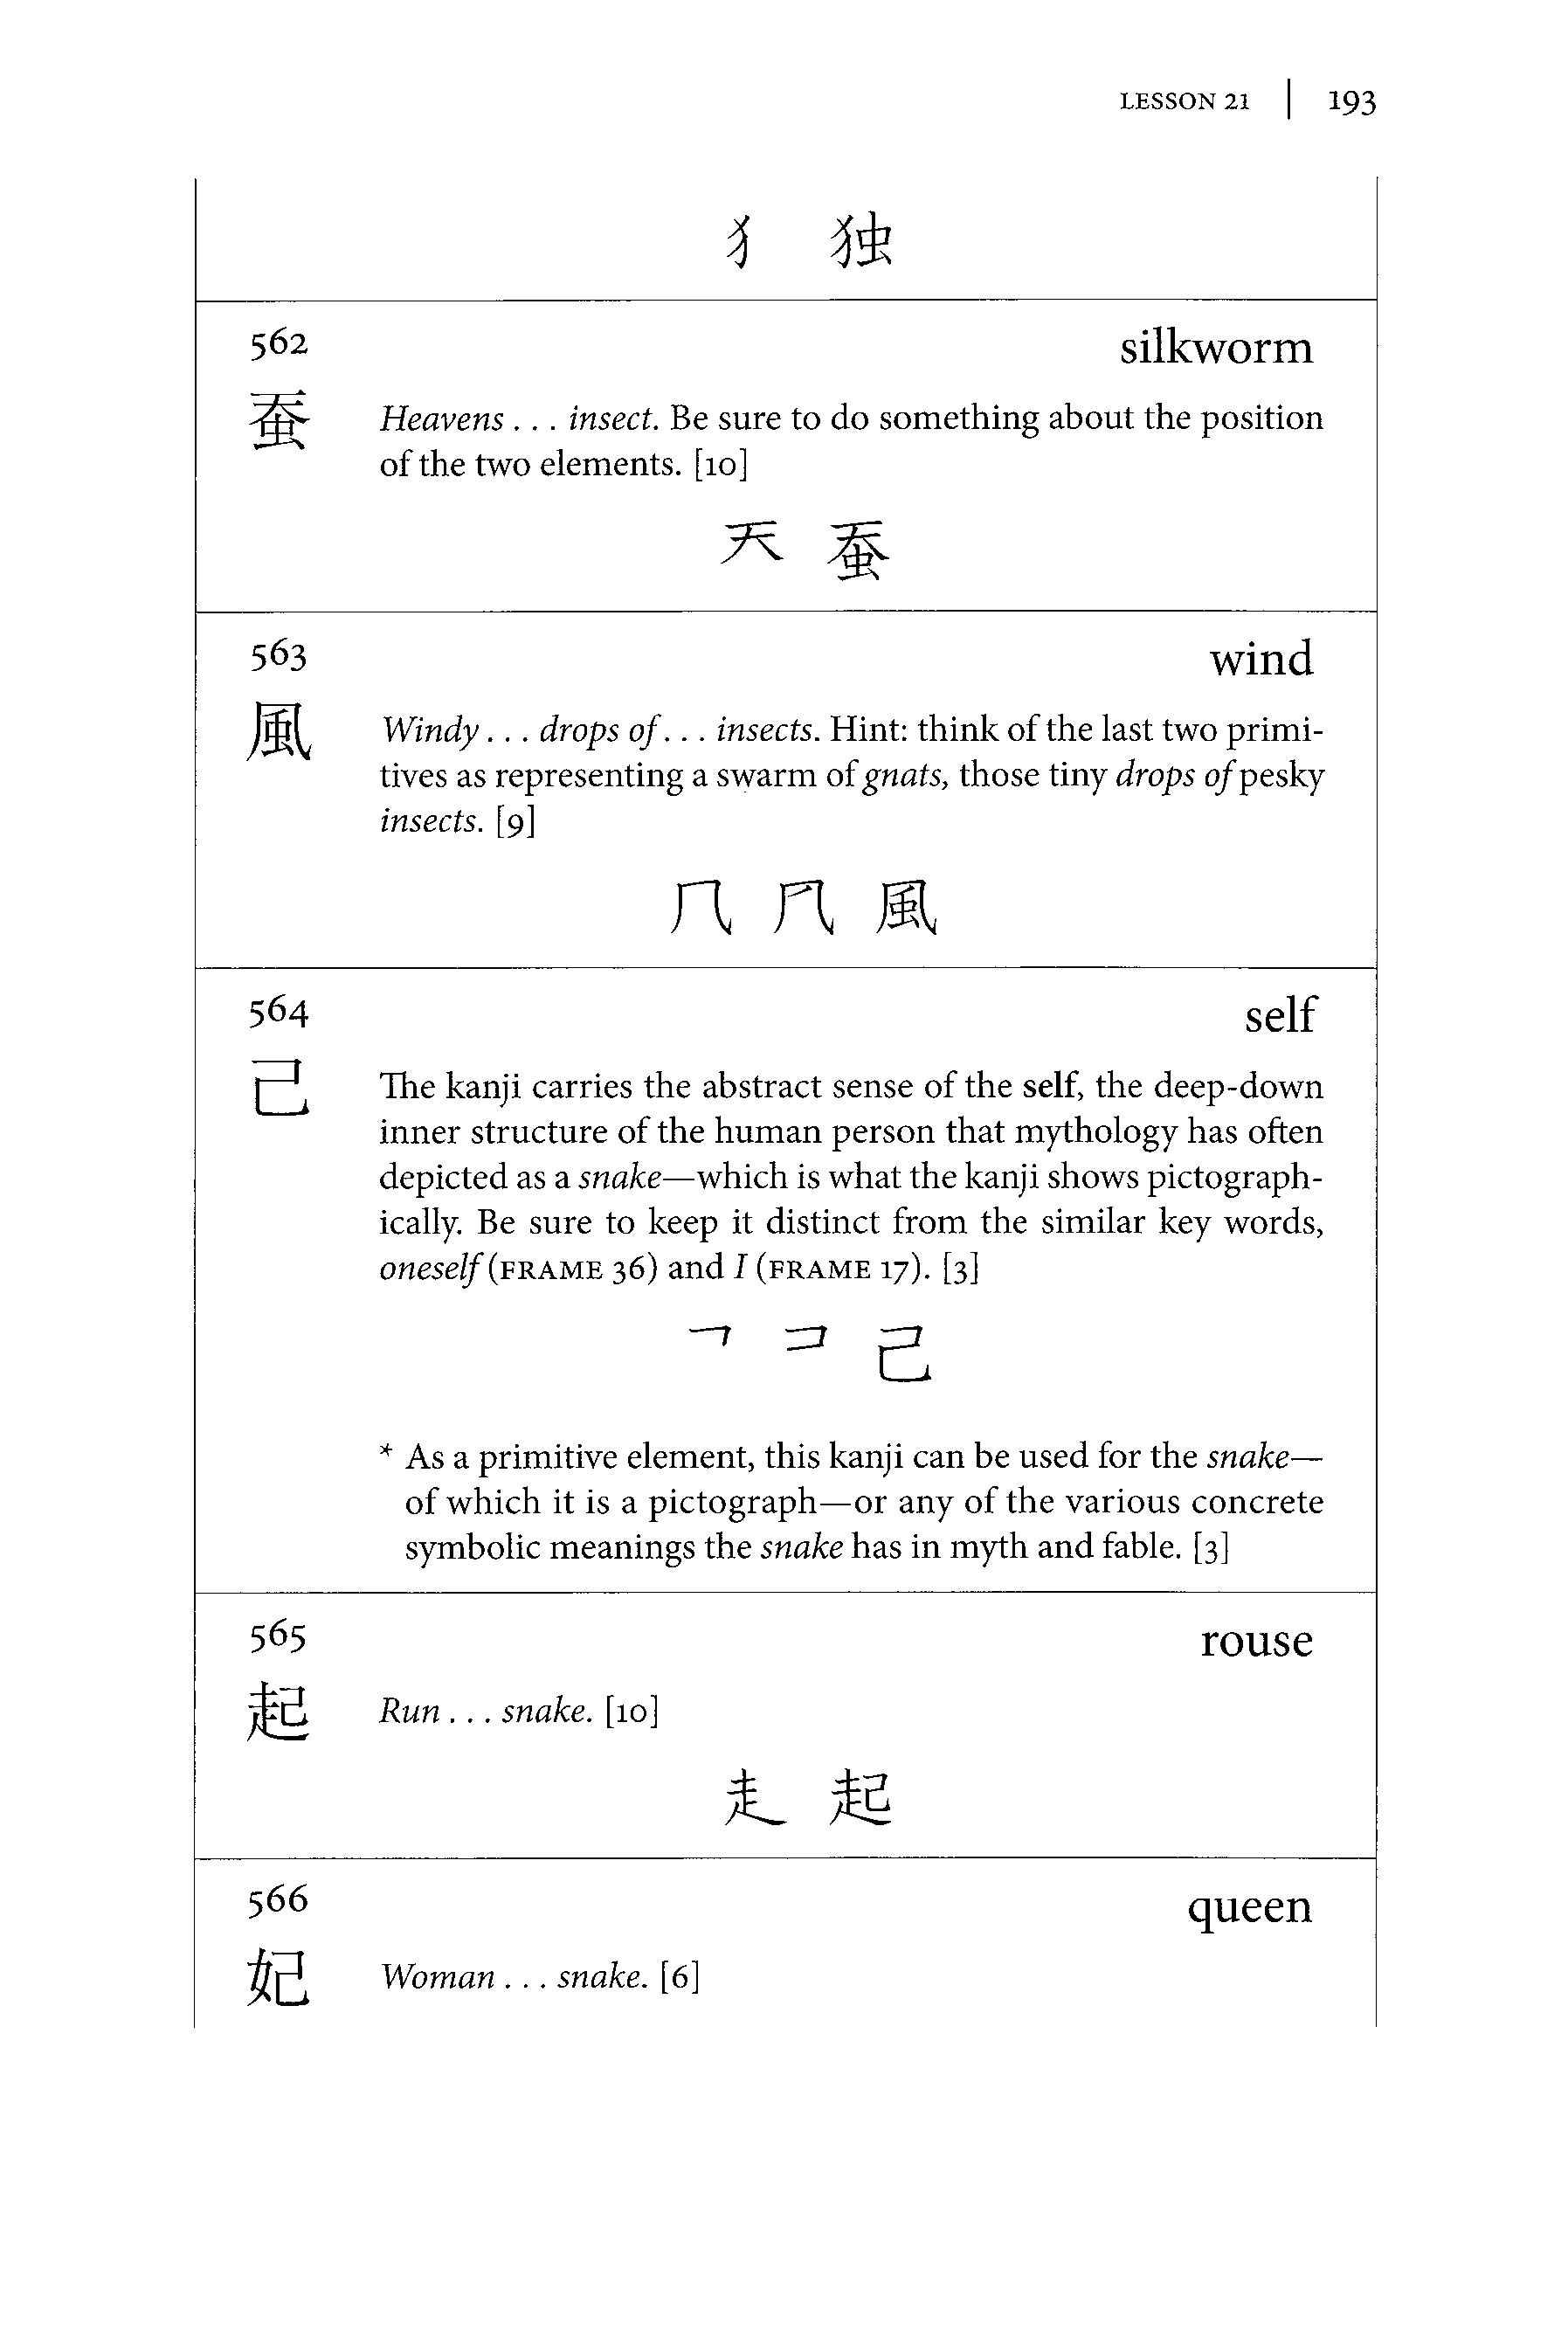 LESSON 21 | 193
犭 独
562 silkworm
蚕 Heavens . . . insect. Be sure to do something about the position
of the two elements. [10]
天 蚕
563 wind
風 Windy . . . drops of . . . insects. Hint: think of the last two primi-
tives as representing a swarm of gnats, those tiny drops of pesky
insects. [9]
⺇ 風
564 self
己 The kanji carries the abstract sense of the self, the deep-down
inner structure of the human person that mythology has often
depicted as a snake—which is what the kanji shows pictograph-
ically. Be sure to keep it distinct from the similar key words,
oneself (FRAME 36) and I (FRAME 17). [3]
㇕ コ 己
* As a primitive element, this kanji can be used for the snake—
of which it is a pictograph—or any of the various concrete
symbolic meanings the snake has in myth and fable. [3]
565 rouse
起 Run . . . snake. [10]
走 起
566 queen
妃 Woman . . . snake. [6]